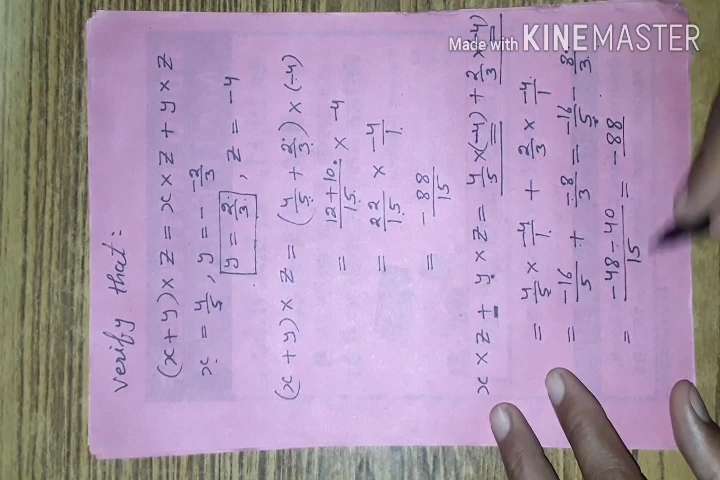 Made with KINEMASTER
verify that:
(x+y) × z = x × z + y × z
x = 4/5, y = - -2/3
y = 2/3, z = -4
(x+y) × z = (4/5 + 2/3) × (-4)
= 12+10/15 × -4
= 22/15 × -4/1
= -88/15
x × z + y × z = 4/5 × (-4) + 2/3 × -4)
= 4/5 × -4/1 + 2/3 × -4/1
= -16/5 + -8/3 = -16/5 - 8/3
= -48-40/15 = -88